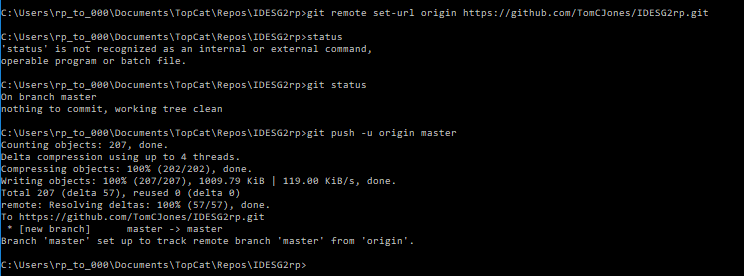 C:\Users\rp_to_000\Documents\TopCat\Repos\IDESG2rp>git remote set-url origin https://github.com/TomCJones/IDESG2rp.git
C:\Users\rp_to_000\Documents\TopCat\Repos\IDESG2rp>status
'status' is not recognized as an internal or external command,
operable program or batch file.
C:\Users\rp_to_000\Documents\TopCat\Repos\IDESG2rp>git status
On branch master
nothing to commit, working tree clean
C:\Users\rp_to_000\Documents\TopCat\Repos\IDESG2rp>git push -u origin master
Counting objects: 207, done.
Delta compression using up to 4 threads.
Compressing objects: 100% (202/202), done.
Writing objects: 100% (207/207), 1009.79 KiB | 119.00 KiB/s, done.
Total 207 (delta 57), reused 0 (delta 0)
remote: Resolving deltas: 100% (57/57), done.
To https://github.com/TomCJones/IDESG2rp.git
 * [new branch]      master -> master
Branch 'master' set up to track remote branch 'master' from 'origin'.
C:\Users\rp_to_000\Documents\TopCat\Repos\IDESG2rp>